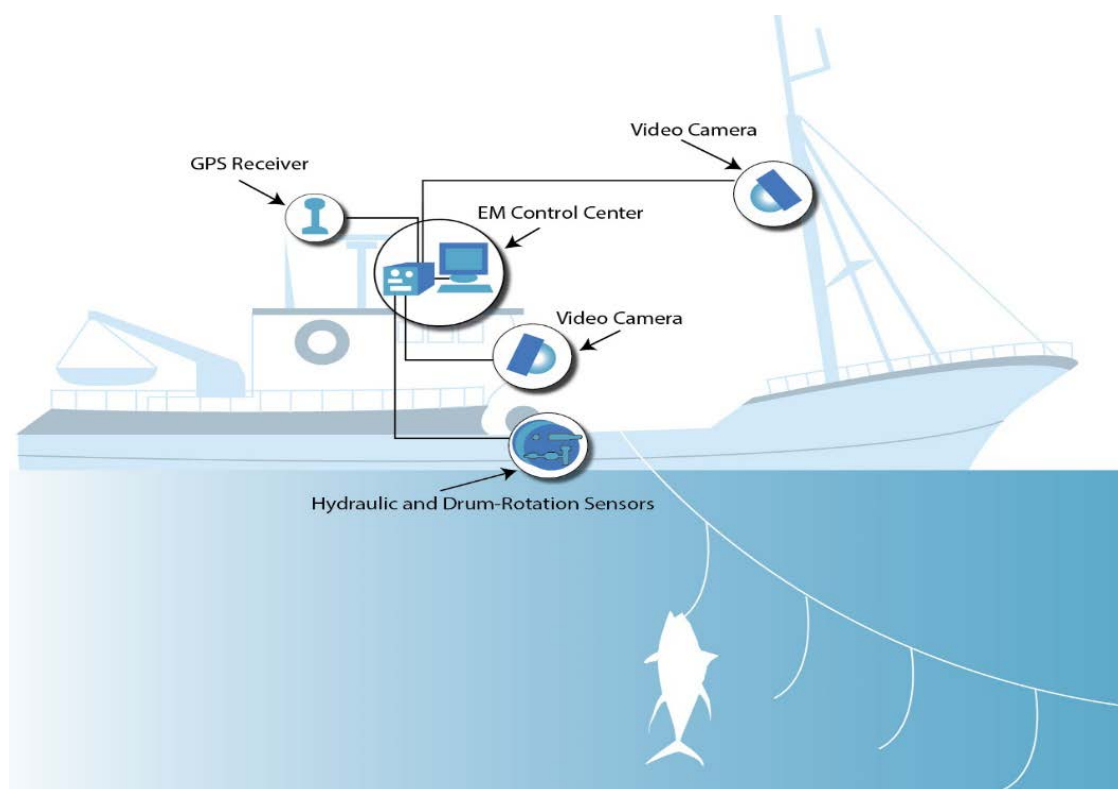 Video Camera
GPS Receiver
EM Control Center
Video Camera
Hydraulic and Drum-Rotation Sensors